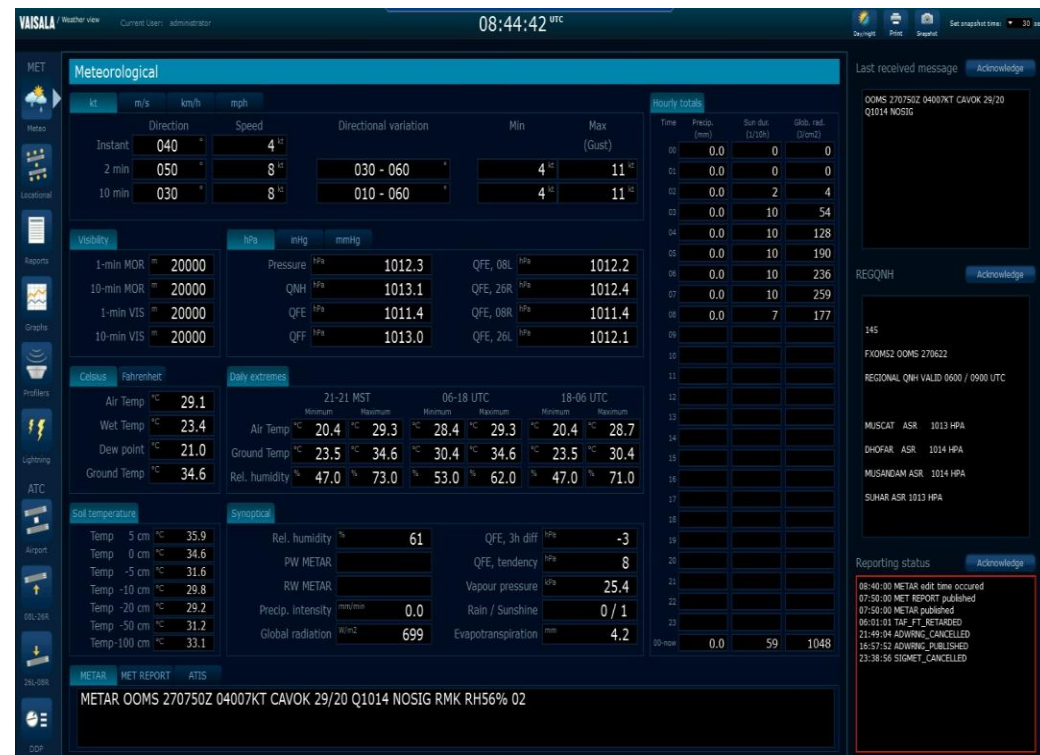 VAISALA / Weather view Current User: administrator 08:44:42 UTC Day/night Print Snapshot Set snapshot time: 30
MET
Meteo
Locational
Reports
Graphs
Profilers
Lightning
ATC
Airport
08L-26R
26L-08R
DDP
Meteorological
kt m/s km/h mph
Direction Speed Directional variation Min Max (Gust)
Instant 040 ° 4 kt
2 min 050 ° 8 kt 030 - 060 ° 4 kt 11 kt
10 min 030 ° 8 kt 010 - 060 ° 4 kt 11 kt
Visibility
1-min MOR m 20000
10-min MOR m 20000
1-min VIS m 20000
10-min VIS m 20000
hPa inHg mmHg
Pressure hPa 1012.3 QFE, 08L hPa 1012.2
QNH hPa 1013.1 QFE, 26R hPa 1012.4
QFE hPa 1011.4 QFE, 08R hPa 1011.4
QFF hPa 1013.0 QFE, 26L hPa 1012.1
Celsius Fahrenheit
Air Temp °C 29.1
Wet Temp °C 23.4
Dew point °C 21.0
Ground Temp °C 34.6
Daily extremes
21-21 MST 06-18 UTC 18-06 UTC
Minimum Maximum Minimum Maximum Minimum Maximum
Air Temp °C 20.4 °C 29.3 °C 28.4 °C 29.3 °C 20.4 °C 28.7
Ground Temp °C 23.5 °C 34.6 °C 30.4 °C 34.6 °C 23.5 °C 30.4
Rel. humidity % 47.0 % 73.0 % 53.0 % 62.0 % 47.0 % 71.0
Soil temperature
Temp 5 cm °C 35.9
Temp 0 cm °C 34.6
Temp -5 cm °C 31.6
Temp -10 cm °C 29.8
Temp -20 cm °C 29.2
Temp -50 cm °C 31.2
Temp-100 cm °C 33.1
Synoptical
Rel. humidity % 61 QFE, 3h diff hPa -3
PW METAR QFE, tendency hPa 8
RW METAR Vapour pressure kPa 25.4
Precip. intensity mm/min 0.0 Rain / Sunshine 0 / 1
Global radiation W/m2 699 Evapotranspiration mm 4.2
METAR MET REPORT ATIS
METAR OOMS 270750Z 04007KT CAVOK 29/20 Q1014 NOSIG RMK RH56% 02
Hourly totals
Time Precip. (mm) Sun dur. (1/10h) Glob. rad. (J/cm2)
00 0.0 0 0
01 0.0 0 0
02 0.0 2 4
03 0.0 10 54
04 0.0 10 128
05 0.0 10 190
06 0.0 10 236
07 0.0 10 259
08 0.0 7 177
09
10
11
12
13
14
15
16
17
18
19
20
21
22
23
00-now 0.0 59 1048
Last received message Acknowledge
OOMS 270750Z 04007KT CAVOK 29/20
Q1014 NOSIG
REGQNH Acknowledge
145
FXOM52 OOMS 270622
REGIONAL QNH VALID 0600 / 0900 UTC
MUSCAT ASR 1013 HPA
DHOFAR ASR 1014 HPA
MUSANDAM ASR 1014 HPA
SUHAR ASR 1013 HPA
Reporting status Acknowledge
08:40:00 METAR edit time occured
07:50:00 MET REPORT published
07:50:00 METAR published
06:01:01 TAF_FT_RETARDED
21:49:04 ADWRNG_CANCELLED
16:57:52 ADWRNG_PUBLISHED
23:38:56 SIGMET_CANCELLED